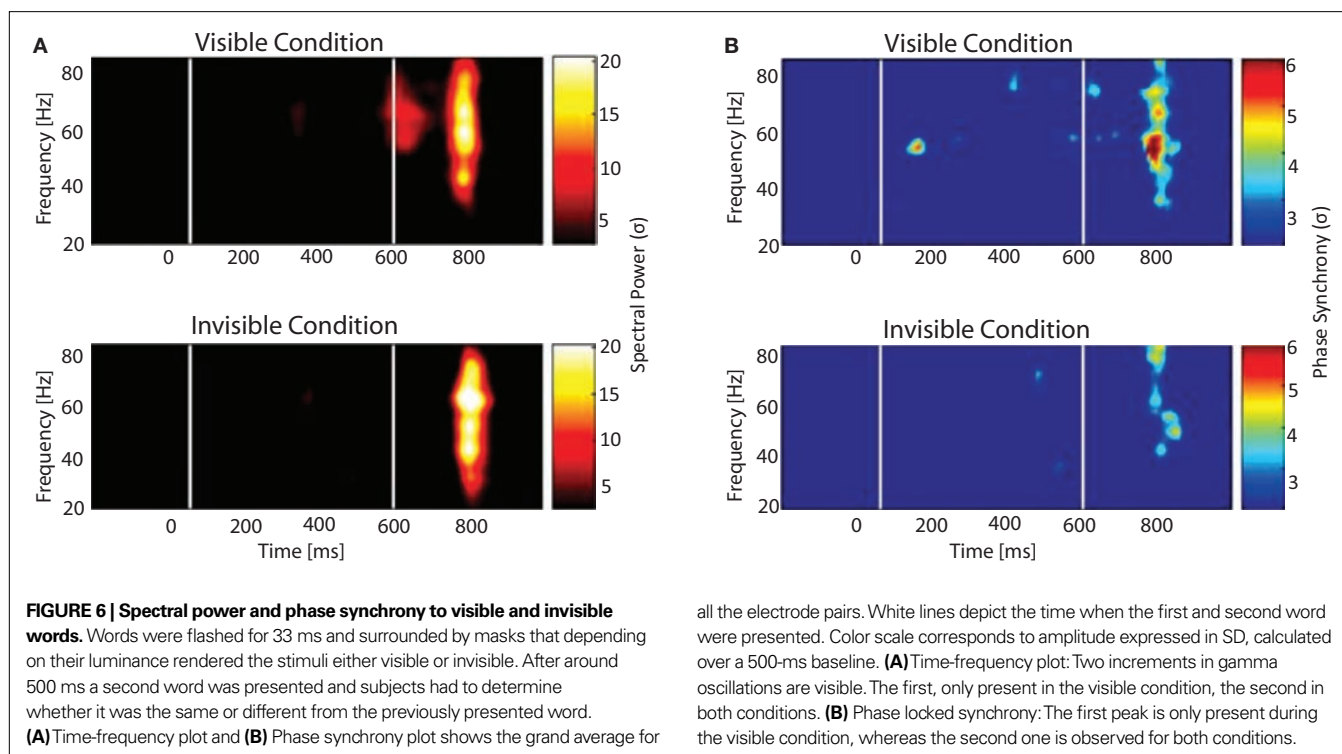 A
Visible Condition
80
60
40
20
Frequency [Hz]
0 200 400 600 800
20
15
10
5
Spectral Power (σ)
Invisible Condition
80
60
40
20
Frequency [Hz]
0 200 400 600 800
Time [ms]
20
15
10
5
B
Visible Condition
80
60
40
20
Frequency [Hz]
0 200 400 600 800
6
5
4
3
Phase Synchrony (σ)
Invisible Condition
80
60
40
20
Frequency [Hz]
0 200 400 600 800
Time [ms]
6
5
4
3
FIGURE 6 | Spectral power and phase synchrony to visible and invisible
words. Words were flashed for 33 ms and surrounded by masks that depending
on their luminance rendered the stimuli either visible or invisible. After around
500 ms a second word was presented and subjects had to determine
whether it was the same or different from the previously presented word.
(A) Time-frequency plot and (B) Phase synchrony plot shows the grand average for
all the electrode pairs. White lines depict the time when the first and second word
were presented. Color scale corresponds to amplitude expressed in SD, calculated
over a 500-ms baseline. (A) Time-frequency plot: Two increments in gamma
oscillations are visible. The first, only present in the visible condition, the second in
both conditions. (B) Phase locked synchrony: The first peak is only present during
the visible condition, whereas the second one is observed for both conditions.